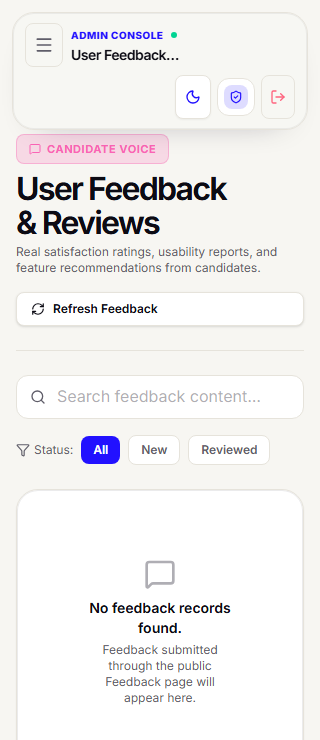 ADMIN CONSOLE
User Feedback...
CANDIDATE VOICE
User Feedback
& Reviews
Real satisfaction ratings, usability reports, and
feature recommendations from candidates.
Refresh Feedback
Search feedback content...
Status: All New Reviewed
No feedback records
found.
Feedback submitted
through the public
Feedback page will
appear here.